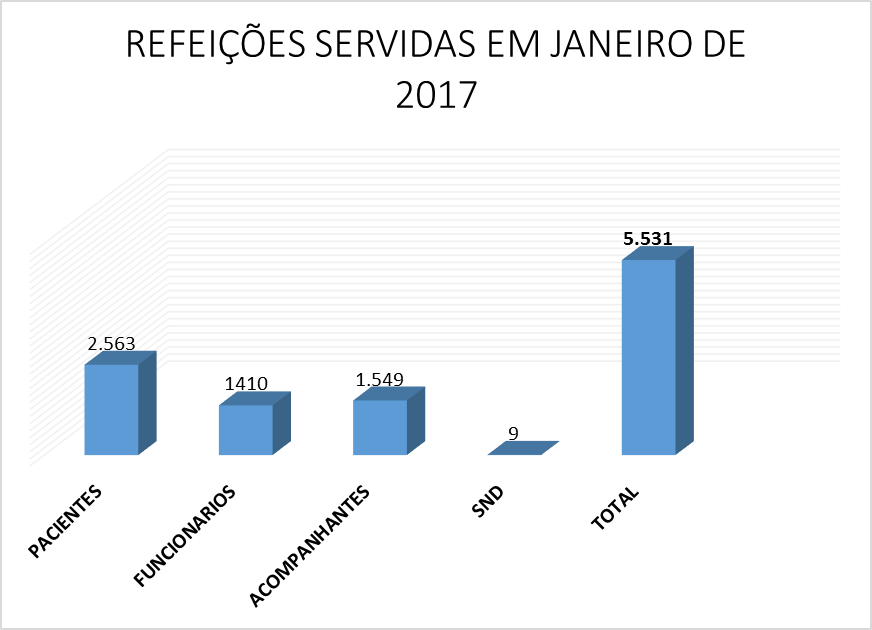 REFEIÇÕES SERVIDAS EM JANEIRO DE
2017
2.563
1410
1.549
9
5.531
PACIENTES
FUNCIONARIOS
ACOMPANHANTES
SND
TOTAL